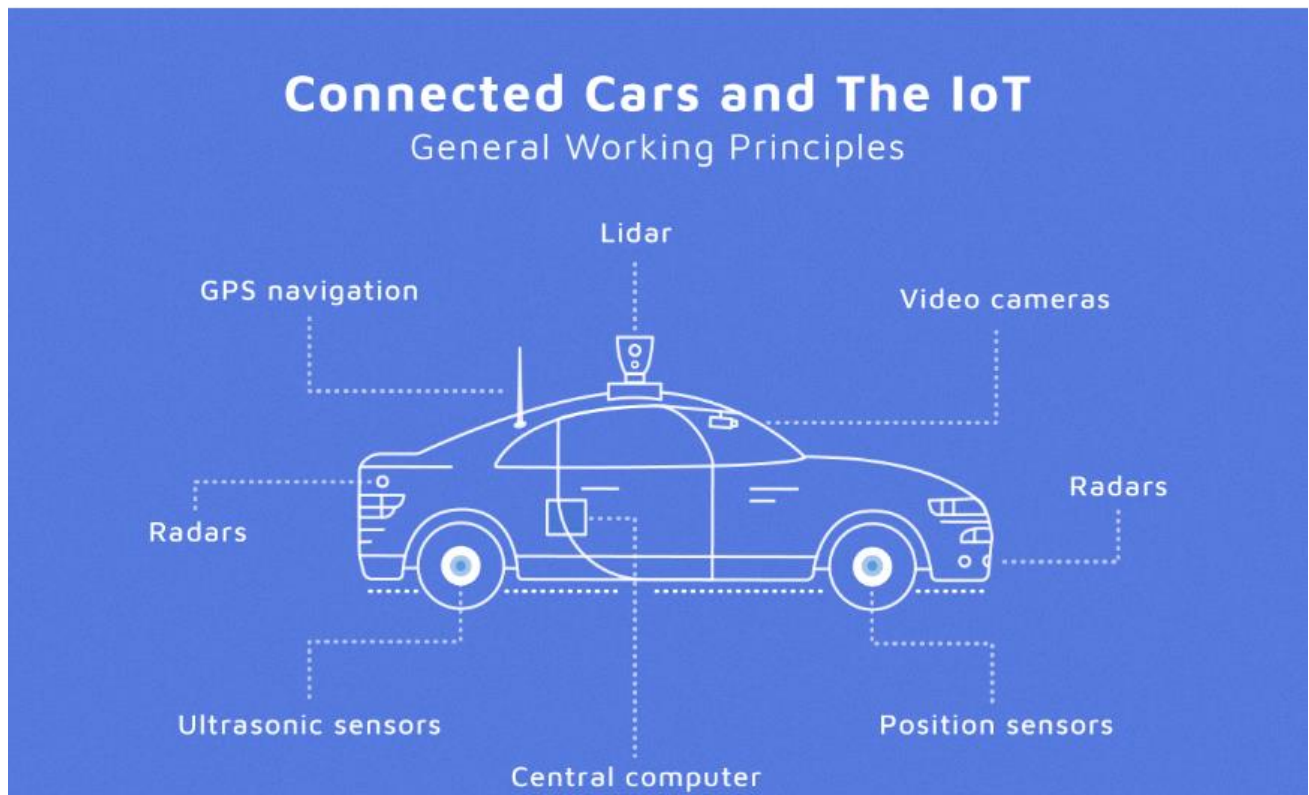 Connected Cars and The IoT
General Working Principles
Lidar
GPS navigation
Video cameras
Radars
Radars
Ultrasonic sensors
Position sensors
Central computer